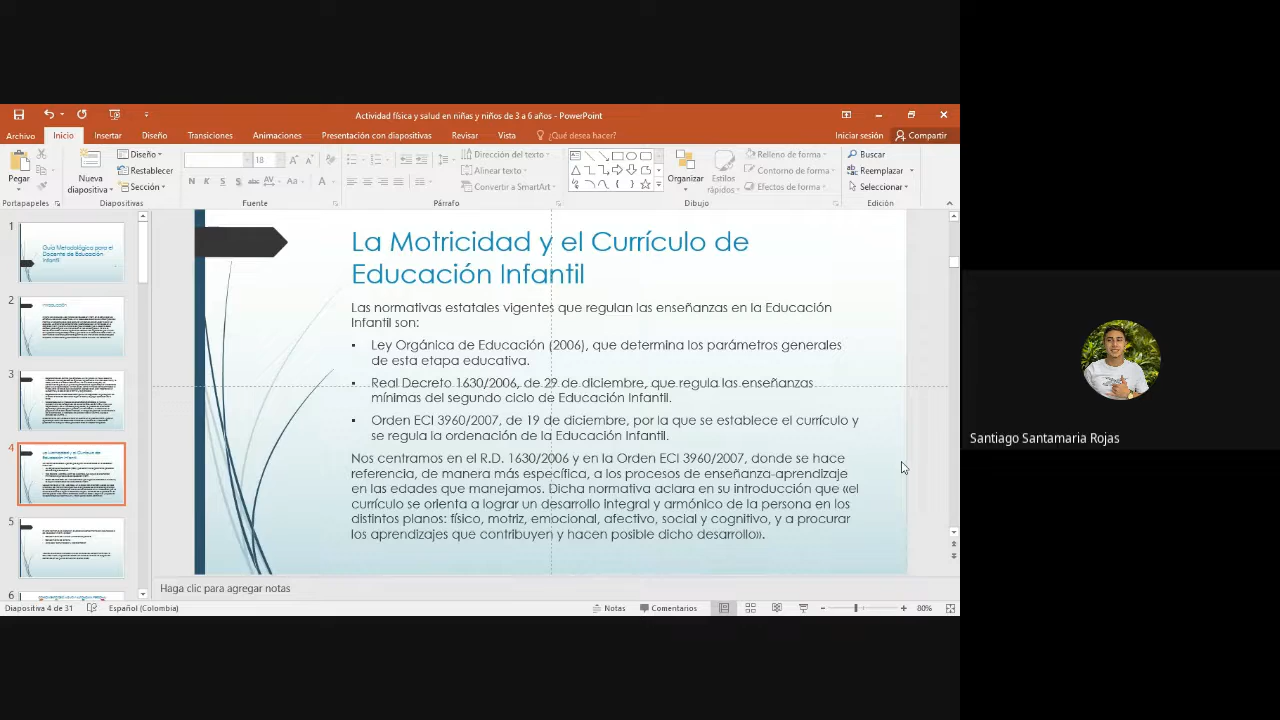 Actividad física y salud en niñas y niños de 3 a 6 años - PowerPoint
Archivo Inicio Insertar Diseño Transiciones Animaciones Presentación con diapositivas Revisar Vista ¿Qué desea hacer? Iniciar sesión Compartir
Pegar
Nueva diapositiva
Diseño
Restablecer
Sección
18
N K S S abc AV Aa A
Dirección del texto
Alinear texto
Convertir a SmartArt
Organizar
Estilos rápidos
Relleno de forma
Contorno de forma
Efectos de forma
Buscar
Reemplazar
Seleccionar
Portapapeles Diapositivas Fuente Párrafo Dibujo Edición
1
Guía Metodológica para el
Docente de Educación
Infantil
2
3
4
5
6
La Motricidad y el Currículo de
Educación Infantil
Las normativas estatales vigentes que regulan las enseñanzas en la Educación
Infantil son:
▪ Ley Orgánica de Educación (2006), que determina los parámetros generales
de esta etapa educativa.
▪ Real Decreto 1630/2006, de 29 de diciembre, que regula las enseñanzas
mínimas del segundo ciclo de Educación Infantil.
▪ Orden ECI 3960/2007, de 19 de diciembre, por la que se establece el currículo y
se regula la ordenación de la Educación Infantil.
Nos centramos en el R.D. 1630/2006 y en la Orden ECI 3960/2007, donde se hace
referencia, de manera más específica, a los procesos de enseñanza-aprendizaje
en las edades que manejamos. Dicha normativa aclara en su introducción que «el
currículo se orienta a lograr un desarrollo integral y armónico de la persona en los
distintos planos: físico, motriz, emocional, afectivo, social y cognitivo, y a procurar
los aprendizajes que contribuyen y hacen posible dicho desarrollo».
Haga clic para agregar notas
Diapositiva 4 de 31 Español (Colombia) Notas Comentarios 80%
Santiago Santamaria Rojas